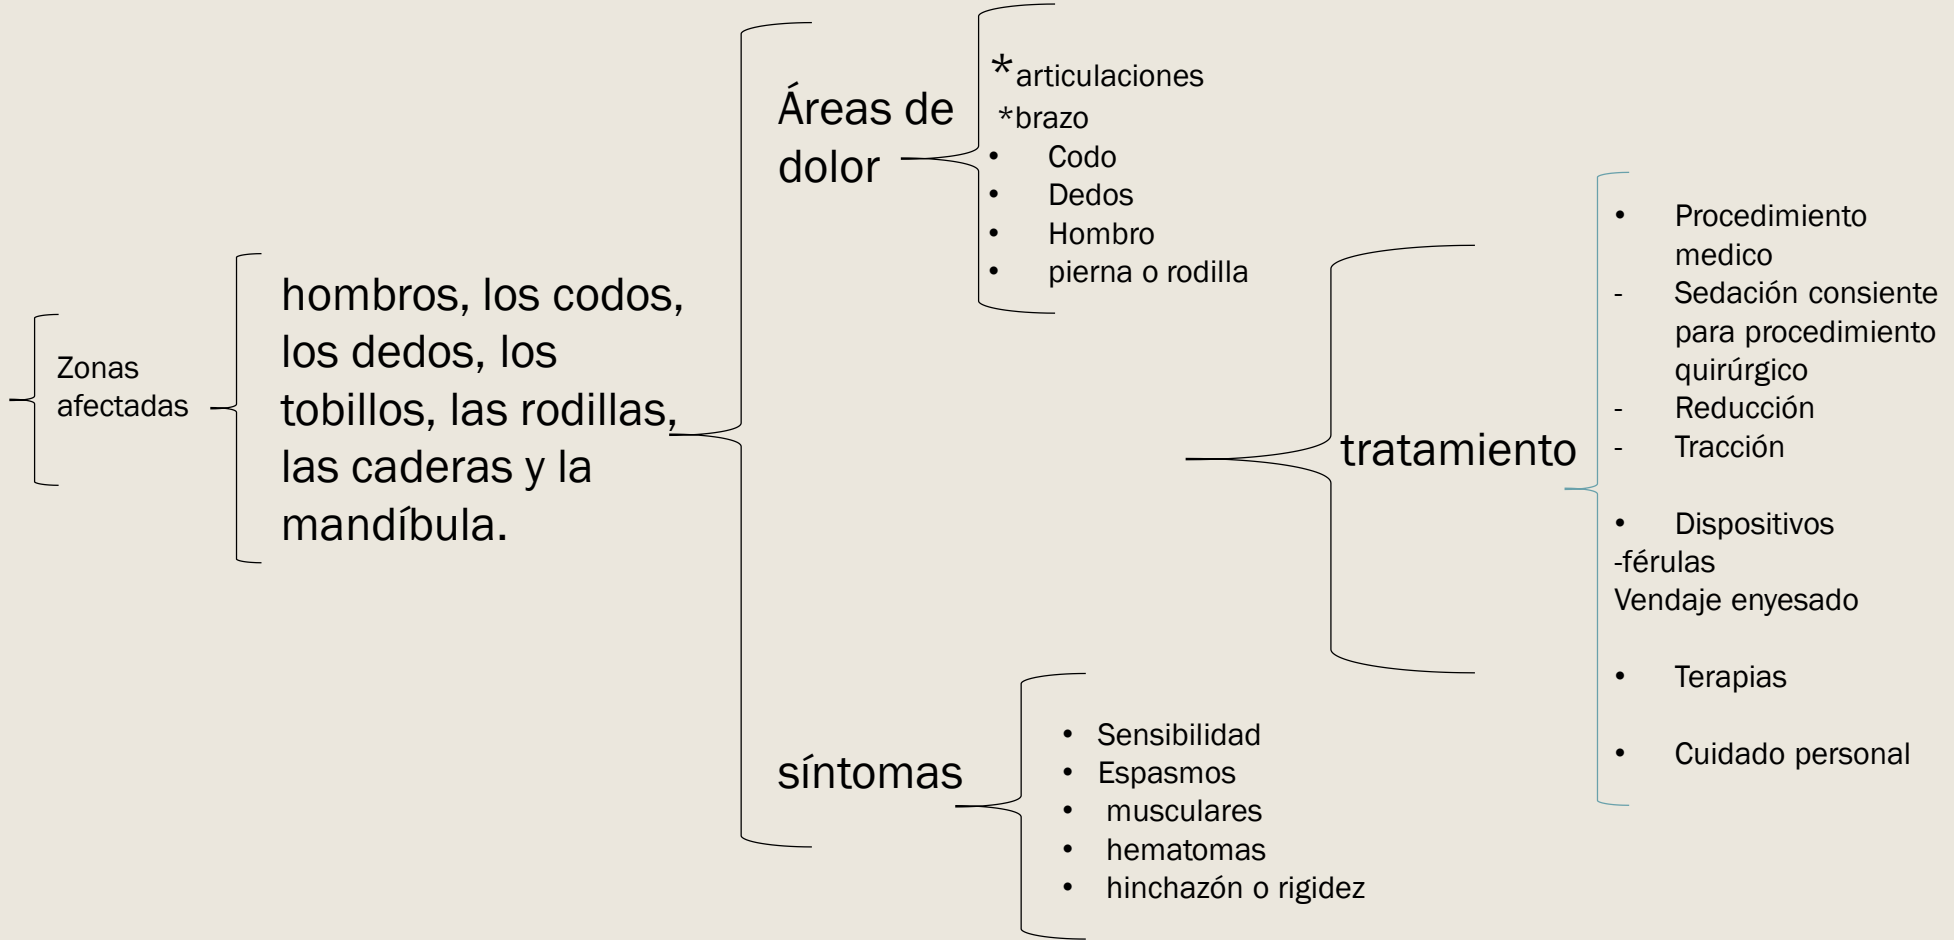 Zonas
afectadas
hombros, los codos,
los dedos, los
tobillos, las rodillas,
las caderas y la
mandíbula.
Áreas de
dolor
*articulaciones
*brazo
• Codo
• Dedos
• Hombro
• pierna o rodilla
síntomas
• Sensibilidad
• Espasmos
• musculares
• hematomas
• hinchazón o rigidez
tratamiento
• Procedimiento
medico
- Sedación consiente
para procedimiento
quirúrgico
- Reducción
- Tracción
• Dispositivos
-férulas
Vendaje enyesado
• Terapias
• Cuidado personal